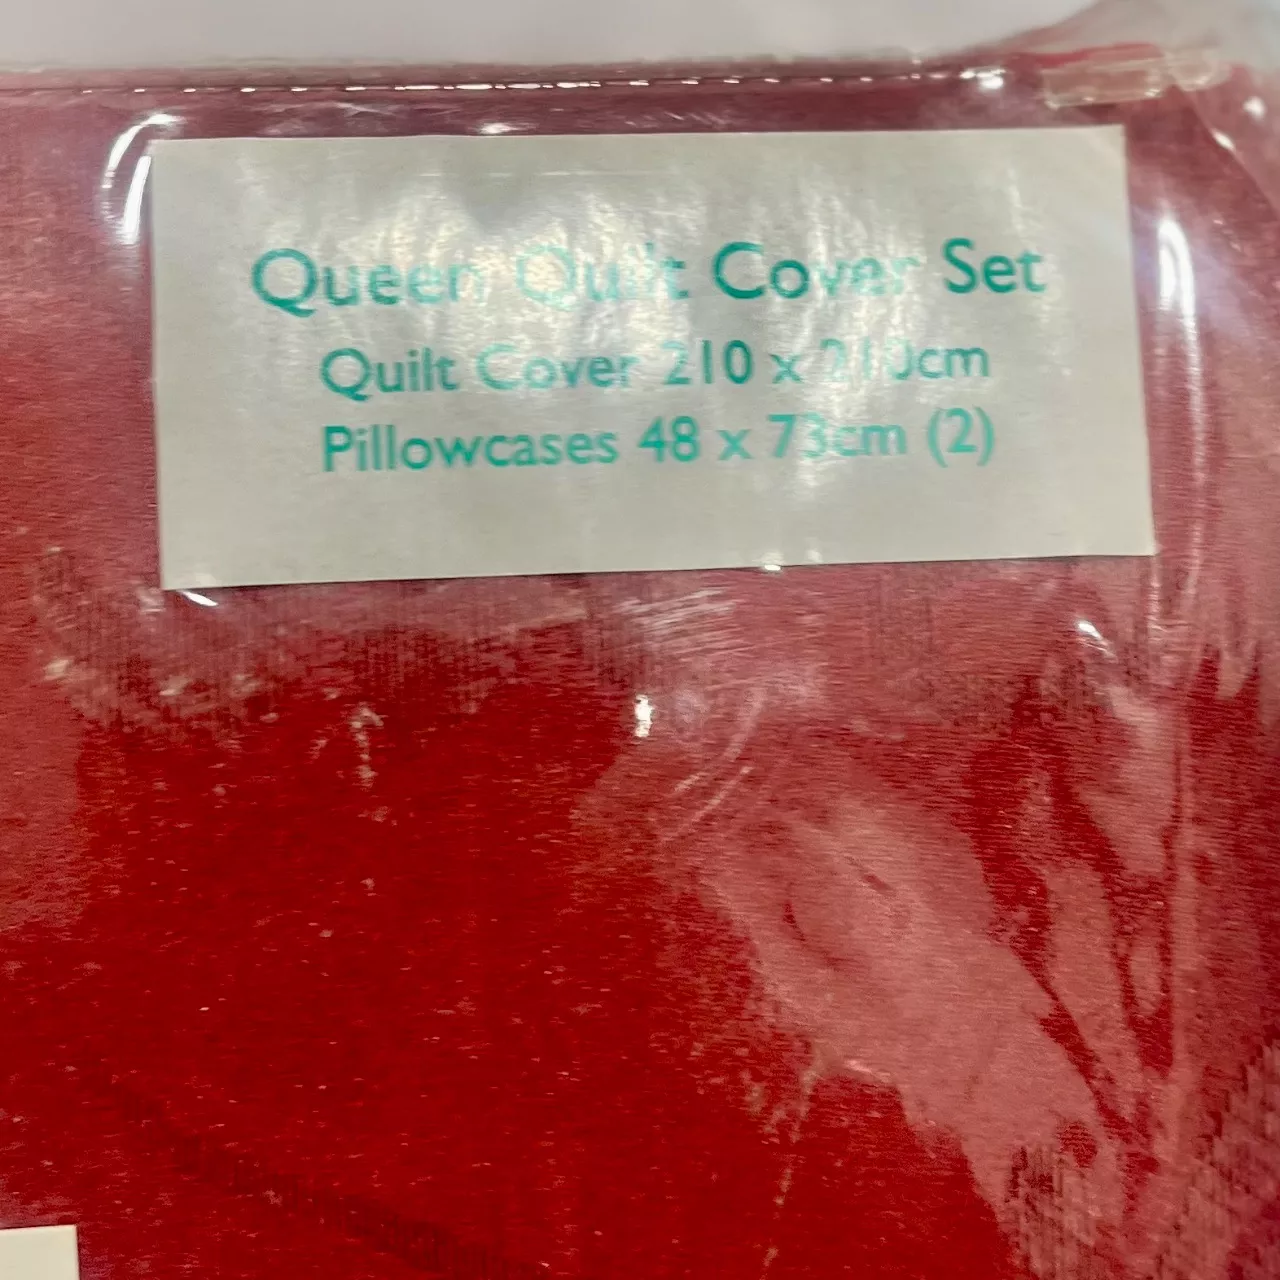 Queen Quilt Cover Set
Quilt Cover 210 x 210cm
Pillowcases 48 x 73cm (2)